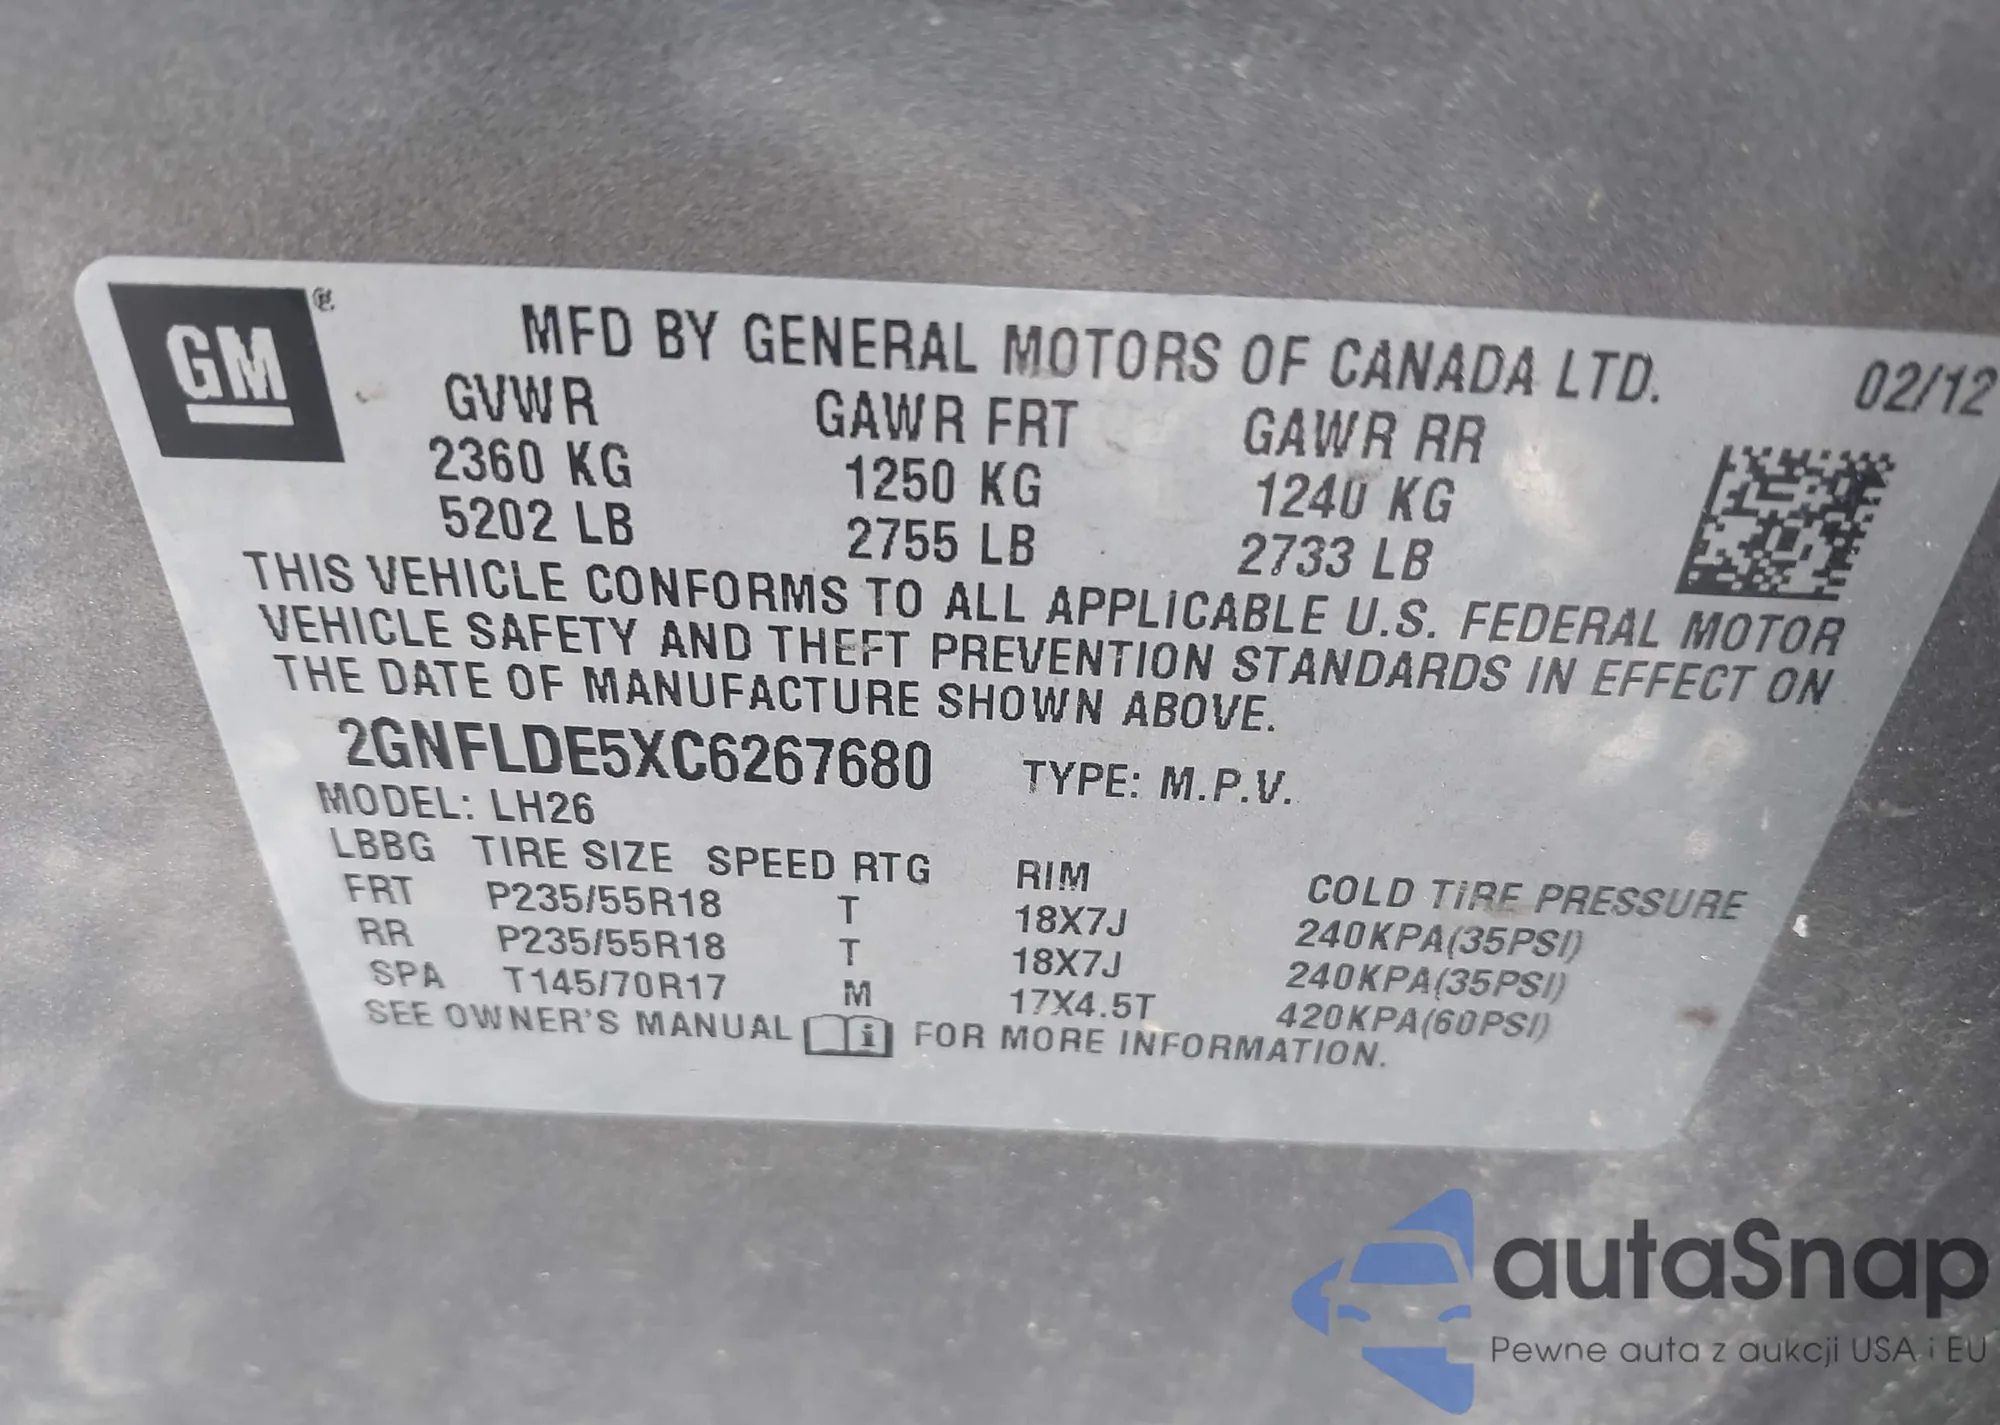 GM®
MFD BY GENERAL MOTORS OF CANADA LTD. 02/12
GVWR GAWR FRT GAWR RR
2360 KG 1250 KG 1240 KG
5202 LB 2755 LB 2733 LB
THIS VEHICLE CONFORMS TO ALL APPLICABLE U.S. FEDERAL MOTOR
VEHICLE SAFETY AND THEFT PREVENTION STANDARDS IN EFFECT ON
THE DATE OF MANUFACTURE SHOWN ABOVE.
2GNFLDE5XC6267680 TYPE: M.P.V.
MODEL: LH26
LBBG TIRE SIZE SPEED RTG RIM COLD TIRE PRESSURE
FRT P235/55R18 T 18X7J 240KPA(35PSI)
RR P235/55R18 T 18X7J 240KPA(35PSI)
SPA T145/70R17 M 17X4.5T 420KPA(60PSI)
SEE OWNER'S MANUAL i FOR MORE INFORMATION.
autaSnap
Pewne auta z aukcji USA i EU